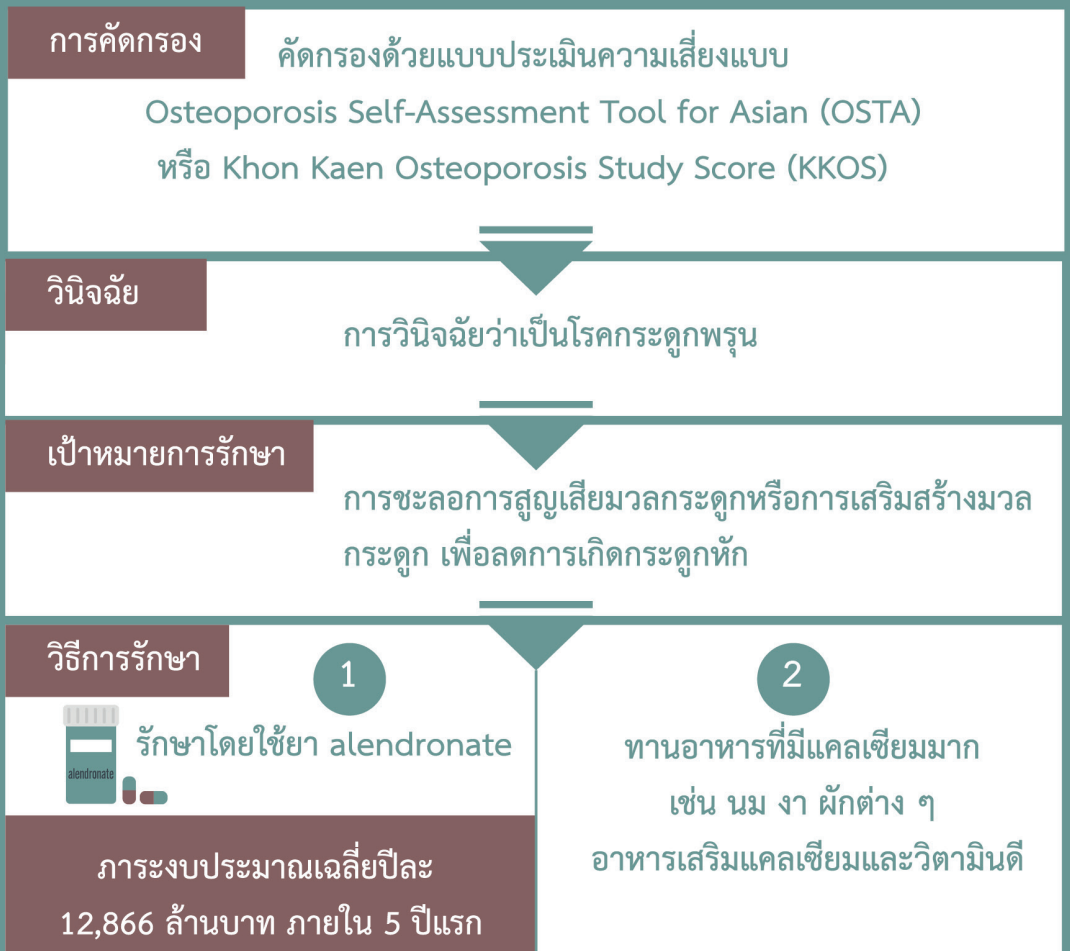 การคัดกรอง
คัดกรองด้วยแบบประเมินความเสี่ยงแบบ
Osteoporosis Self-Assessment Tool for Asian (OSTA)
หรือ Khon Kaen Osteoporosis Study Score (KKOS)
วินิจฉัย
การวินิจฉัยว่าเป็นโรคกระดูกพรุน
เป้าหมายการรักษา
การชะลอการสูญเสียมวลกระดูกหรือการเสริมสร้างมวล
กระดูก เพื่อลดการเกิดกระดูกหัก
วิธีการรักษา
1
รักษาโดยใช้ยา alendronate
alendronate
ภาระงบประมาณเฉลี่ยปีละ
12,866 ล้านบาท ภายใน 5 ปีแรก
2
ทานอาหารที่มีแคลเซียมมาก
เช่น นม งา ผักต่าง ๆ
อาหารเสริมแคลเซียมและวิตามินดี